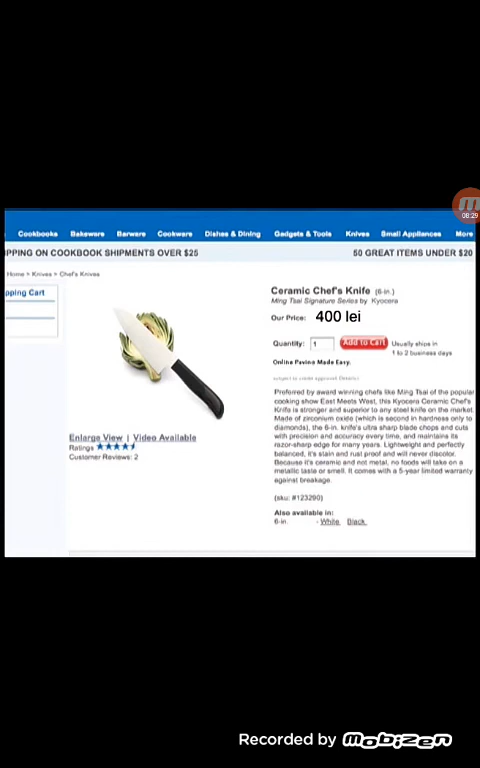 08:29
Cookbooks Bakeware Barware Cookware Dishes & Dining Gadgets & Tools Knives Small Appliances More
PPING ON COOKBOOK SHIPMENTS OVER $25 50 GREAT ITEMS UNDER $20
Home > Knives > Chef's Knives
pping Cart
Ceramic Chef's Knife (6-in.)
Ming Tsai Signature Series by Kyocera
Our Price: 400 lei
Quantity: 1 Add to Cart Usually ships in
1 to 2 business days
Online Paying Made Easy.
subject to credit approval Details
Preferred by award winning chefs like Ming Tsai of the popular
cooking show East Meets West, this Kyocera Ceramic Chef's
Knife is stronger and superior to any steel knife on the market.
Made of zirconium oxide (which is second in hardness only to
diamonds), the 6-in. knife's ultra sharp blade chops and cuts
with precision and accuracy every time, and maintains its
razor-sharp edge for many years. Lightweight and perfectly
balanced, it's stain and rust proof and will never discolor.
Because it's ceramic and not metal, no foods will take on a
metallic taste or smell. It comes with a 5-year limited warranty
against breakage.
(sku: #123290)
Also available in:
6-in. - White Black
Enlarge View | Video Available
Ratings
Customer Reviews: 2
Recorded by Mobizen